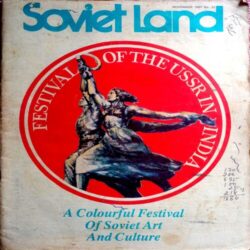 Soviet Land
FESTIVAL OF THE USSR IN INDIA
A Colourful Festival
Of Soviet Art
And Culture